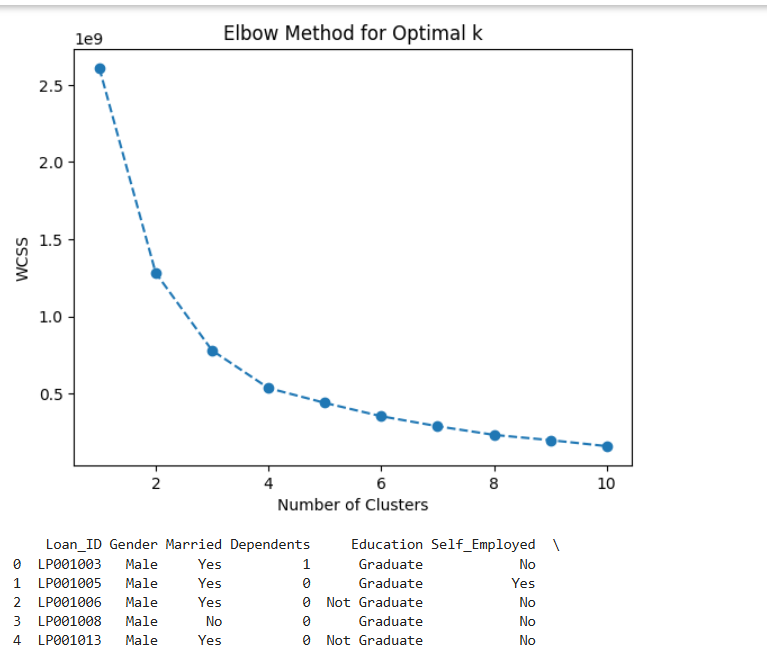 Elbow Method for Optimal k
1e9
2.5
2.0
1.5
1.0
0.5
WCSS
2 4 6 8 10
Number of Clusters
Loan_ID Gender Married Dependents Education Self_Employed \
0 LP001003 Male Yes 1 Graduate No
1 LP001005 Male Yes 0 Graduate Yes
2 LP001006 Male Yes 0 Not Graduate No
3 LP001008 Male No 0 Graduate No
4 LP001013 Male Yes 0 Not Graduate No